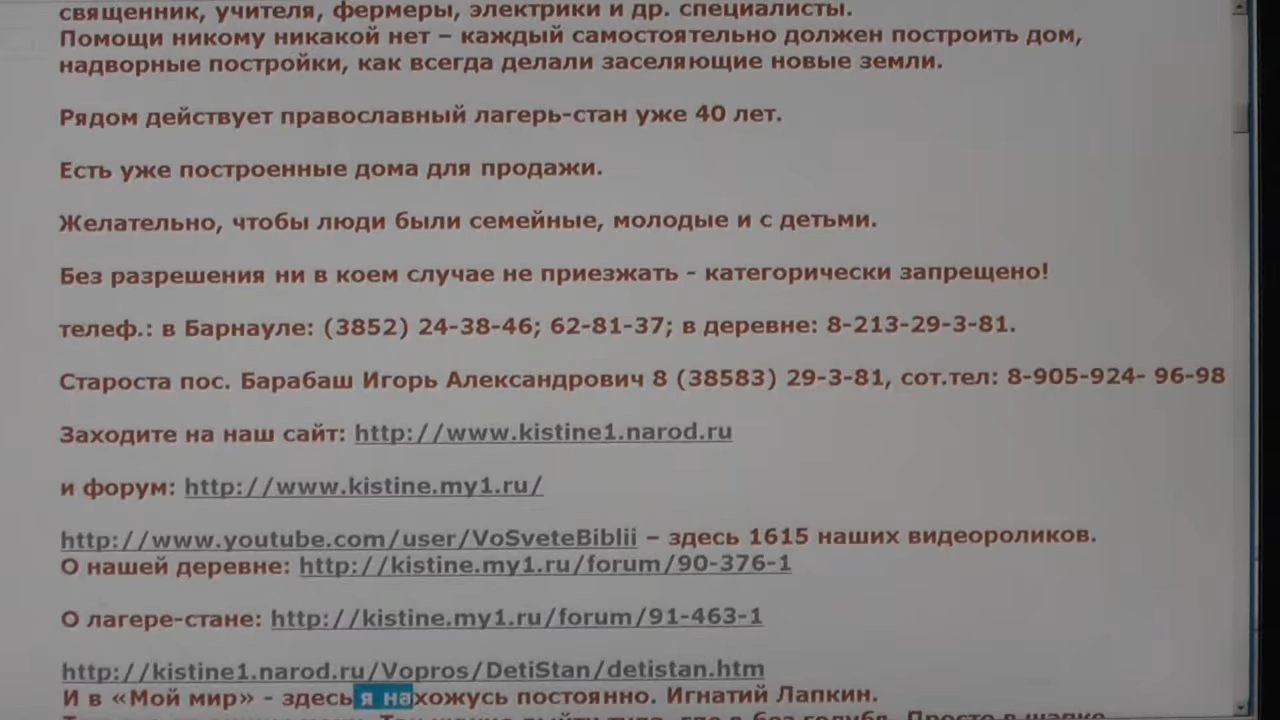 священник, учителя, фермеры, электрики и др. специалисты.
Помощи никому никакой нет – каждый самостоятельно должен построить дом,
надворные постройки, как всегда делали заселяющие новые земли.
Рядом действует православный лагерь-стан уже 40 лет.
Есть уже построенные дома для продажи.
Желательно, чтобы люди были семейные, молодые и с детьми.
Без разрешения ни в коем случае не приезжать - категорически запрещено!
телеф.: в Барнауле: (3852) 24-38-46; 62-81-37; в деревне: 8-213-29-3-81.
Староста пос. Барабаш Игорь Александрович 8 (38583) 29-3-81, сот.тел: 8-905-924- 96-98
Заходите на наш сайт: http://www.kistine1.narod.ru
и форум: http://www.kistine.my1.ru/
http://www.youtube.com/user/VoSveteBiblii – здесь 1615 наших видеороликов.
О нашей деревне: http://kistine.my1.ru/forum/90-376-1
О лагере-стане: http://kistine.my1.ru/forum/91-463-1
http://kistine1.narod.ru/Vopros/DetiStan/detistan.htm
И в «Мой мир» - здесь я нахожусь постоянно. Игнатий Лапкин.